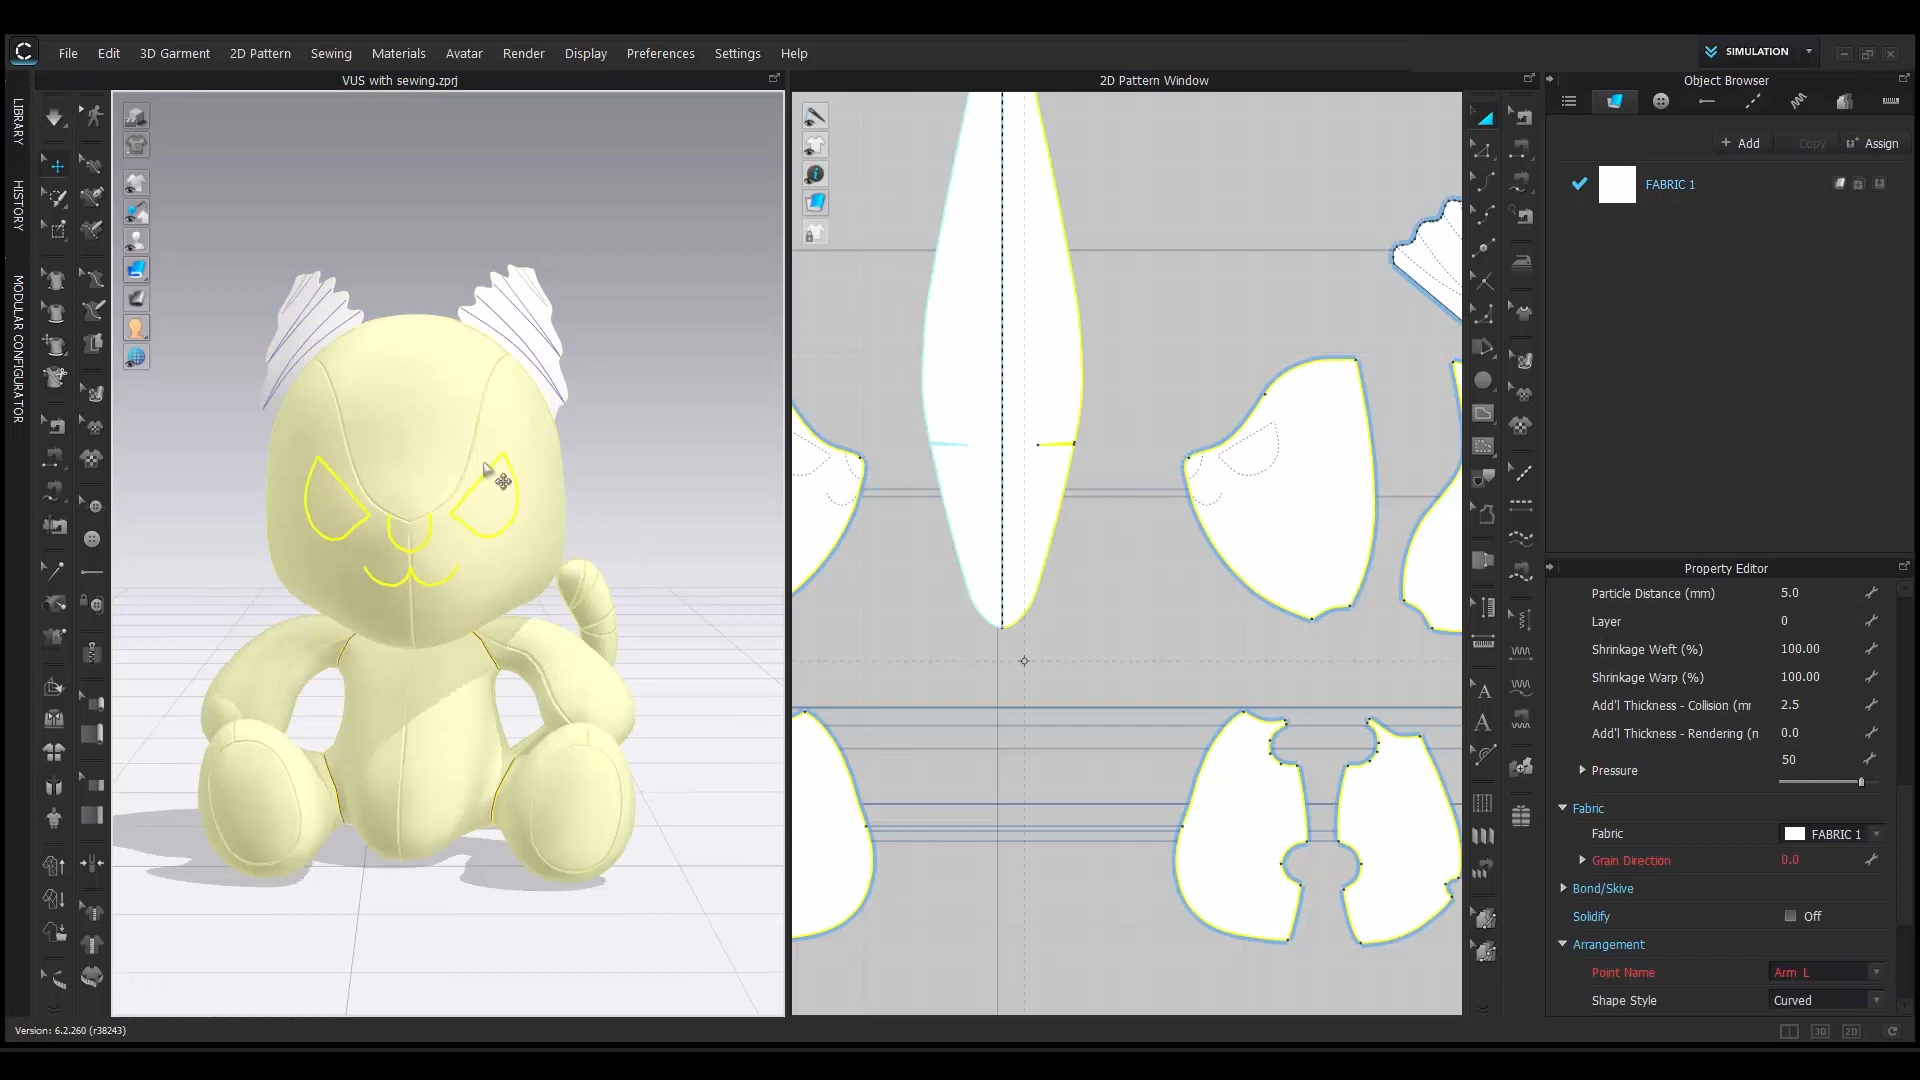 File Edit 3D Garment 2D Pattern Sewing Materials Avatar Render Display Preferences Settings Help
SIMULATION
VUS with sewing.zprj
2D Pattern Window
Object Browser
LIBRARY
HISTORY
MODULAR CONFIGURATOR
+ Add
Copy
Assign
FABRIC 1
Property Editor
Particle Distance (mm) 5.0
Layer 0
Shrinkage Weft (%) 100.00
Shrinkage Warp (%) 100.00
Add'l Thickness - Collision (mr 2.5
Add'l Thickness - Rendering (n 0.0
Pressure 50
Fabric
Fabric FABRIC 1
Grain Direction 0.0
Bond/Skive
Solidify Off
Arrangement
Point Name Arm_L
Shape Style Curved
Version: 6.2.260 (r38243)
3D 2D